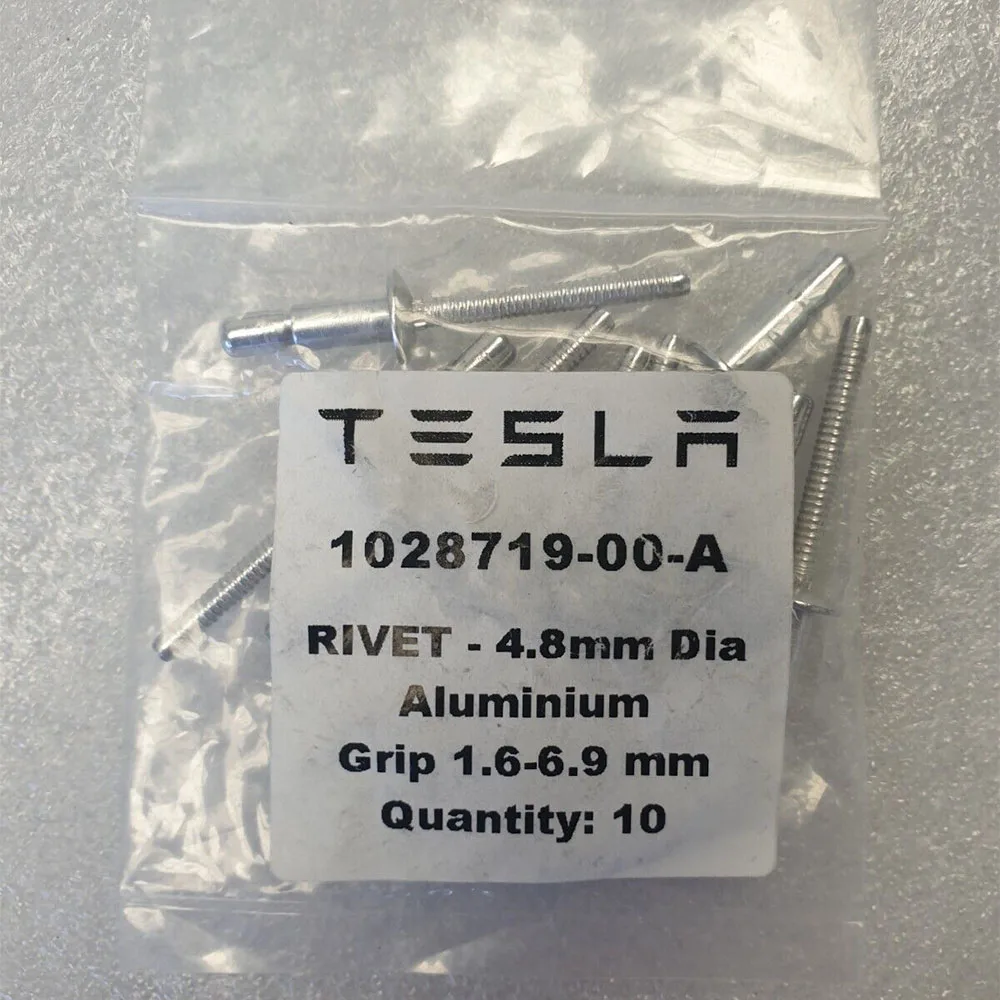 TESLA
1028719-00-A
RIVET - 4.8mm Dia
Aluminium
Grip 1.6-6.9 mm
Quantity: 10